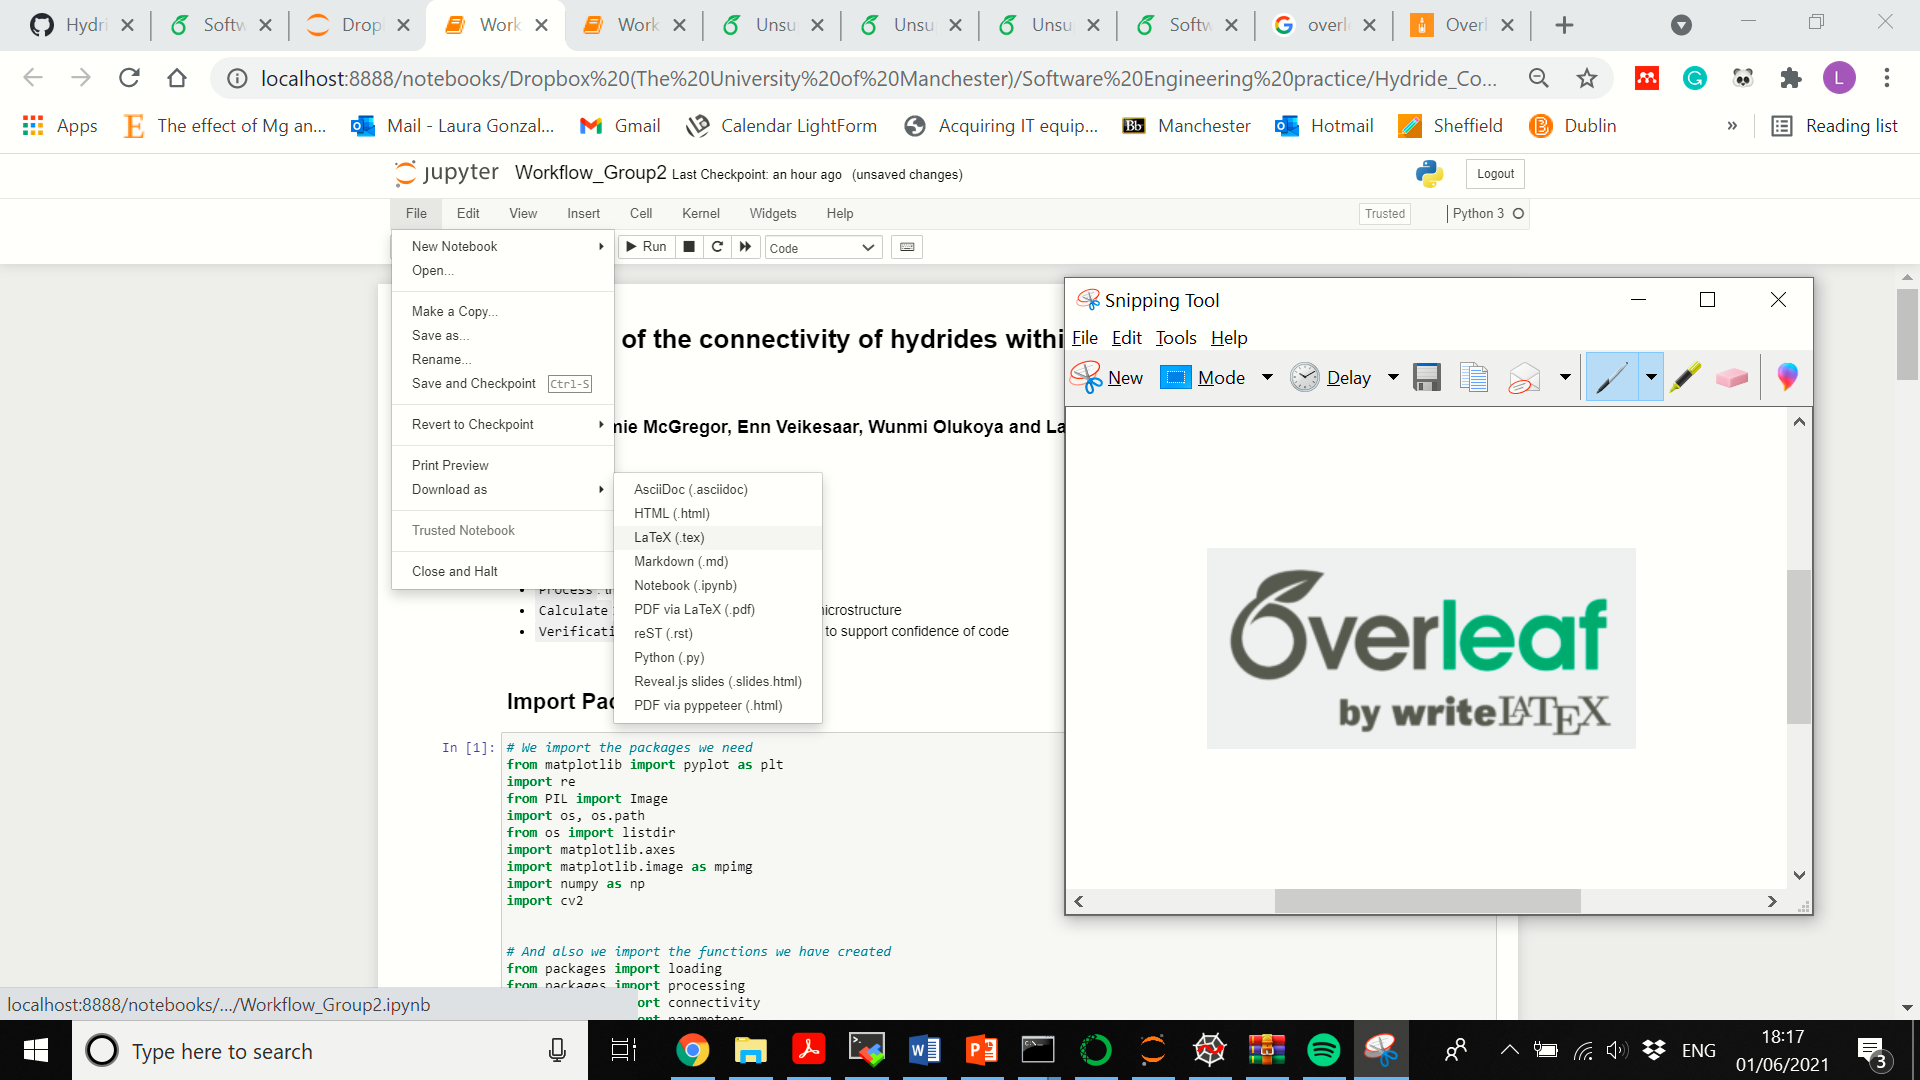 Hydri
Softw
Drop
Work
Work
Unsu
Unsu
Unsu
Softw
overl
Overl
localhost:8888/notebooks/Dropbox%20(The%20University%20of%20Manchester)/Software%20Engineering%20practice/Hydride_Co...
L
Apps
The effect of Mg an...
Mail - Laura Gonzal...
Gmail
Calendar LightForm
Acquiring IT equip...
Bb
Manchester
Hotmail
Sheffield
Dublin
»
Reading list
jupyter Workflow_Group2 Last Checkpoint: an hour ago (unsaved changes)
Logout
File Edit View Insert Cell Kernel Widgets Help
Trusted
Python 3
New Notebook
Open...
Make a Copy...
Save as...
Rename...
Save and Checkpoint Ctrl-S
Revert to Checkpoint
Print Preview
Download as
Trusted Notebook
Close and Halt
AsciiDoc (.asciidoc)
HTML (.html)
LaTeX (.tex)
Markdown (.md)
Notebook (.ipynb)
PDF via LaTeX (.pdf)
reST (.rst)
Python (.py)
Reveal.js slides (.slides.html)
PDF via pyppeteer (.html)
Run
Code
of the connectivity of hydrides withi
nie McGregor, Enn Veikesaar, Wunmi Olukoya and La
Process
Calculate
nicrostructure
Verificati
to support confidence of code
Import Pac
In [1]:
# We import the packages we need
from matplotlib import pyplot as plt
import re
from PIL import Image
import os, os.path
from os import listdir
import matplotlib.axes
import matplotlib.image as mpimg
import numpy as np
import cv2
# And also we import the functions we have created
from packages import loading
from packages import processing
ort connectivity
ort parameters
localhost:8888/notebooks/.../Workflow_Group2.ipynb
Snipping Tool
File Edit Tools Help
New Mode Delay
Overleaf
by writeLATEX
Type here to search
ENG
18:17
01/06/2021
3